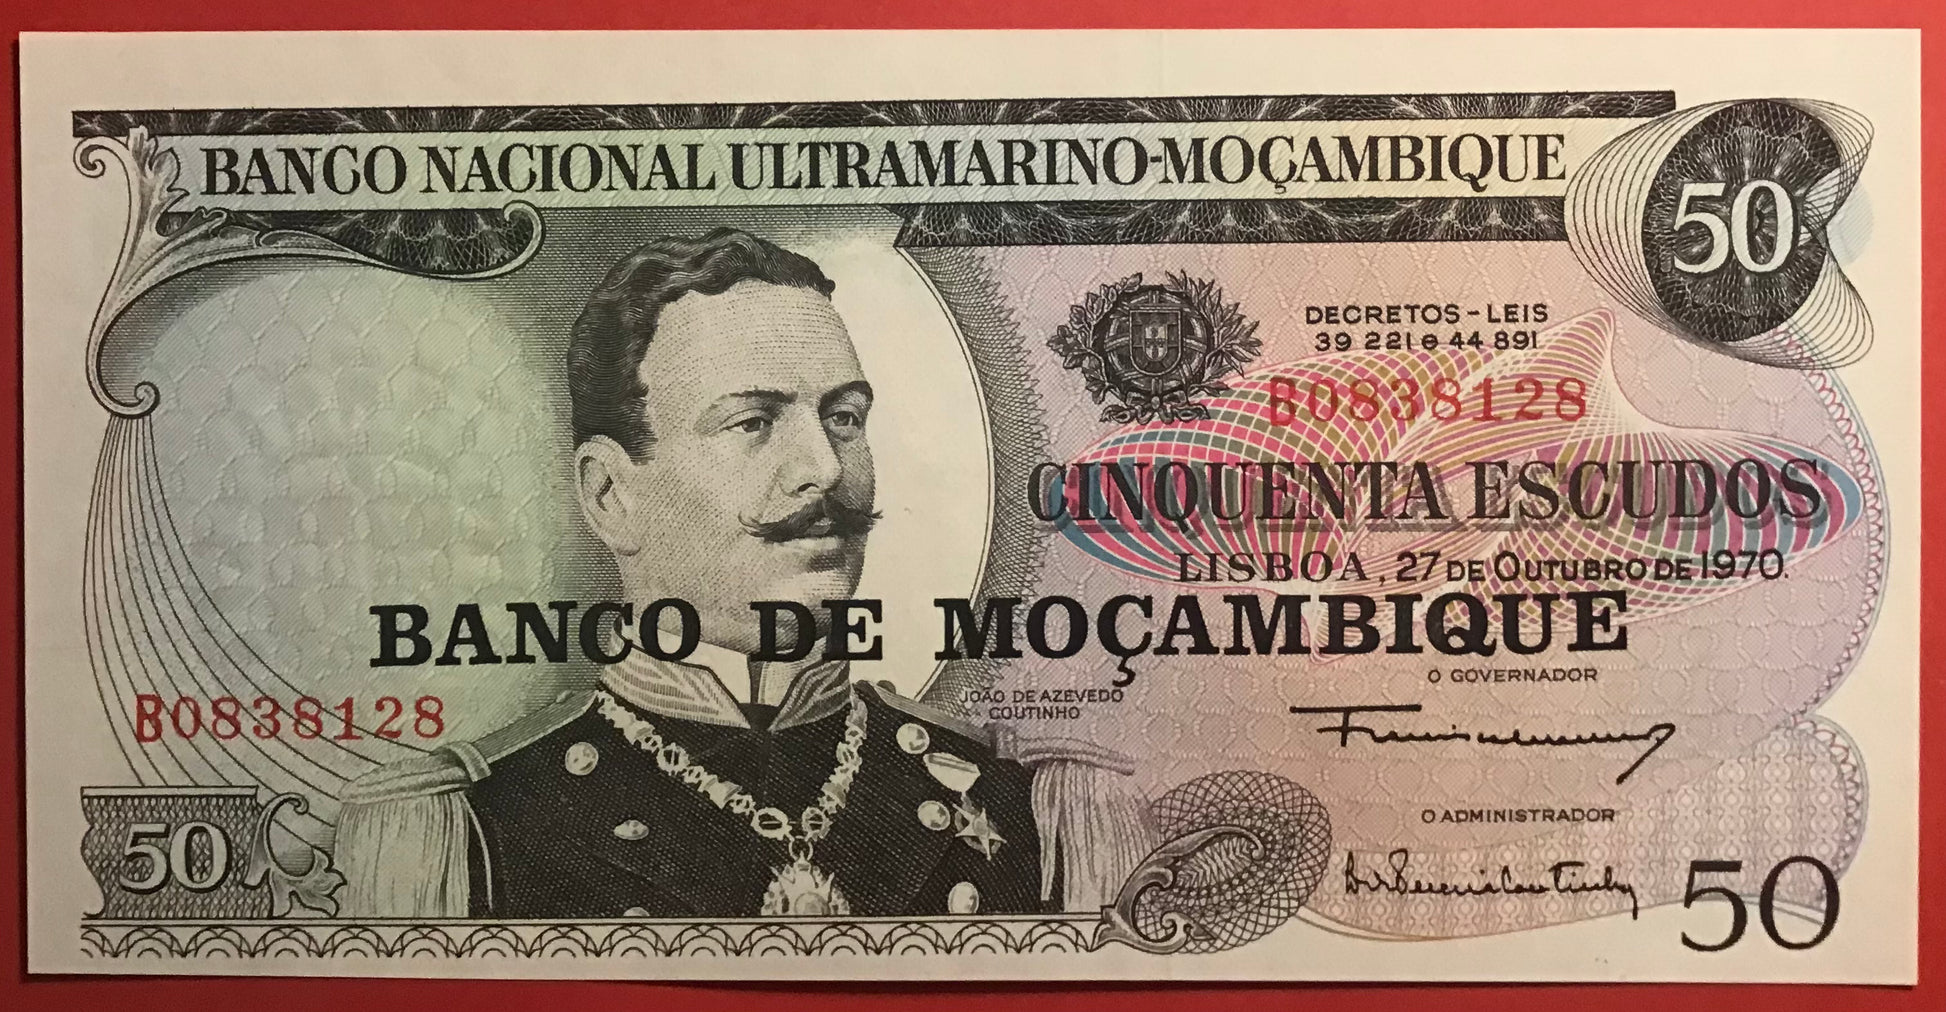 BANCO NACIONAL ULTRAMARINO-MOÇAMBIQUE
50
DECRETOS-LEIS
39 221 e 44 891
B0838128
CINQUENTA ESCUDOS
LISBOA, 27 DE OUTUBRO DE 1970.
BANCO DE MOÇAMBIQUE
O GOVERNADOR
JOÃO DE AZEVEDO
COUTINHO
B0838128
O ADMINISTRADOR
50
50